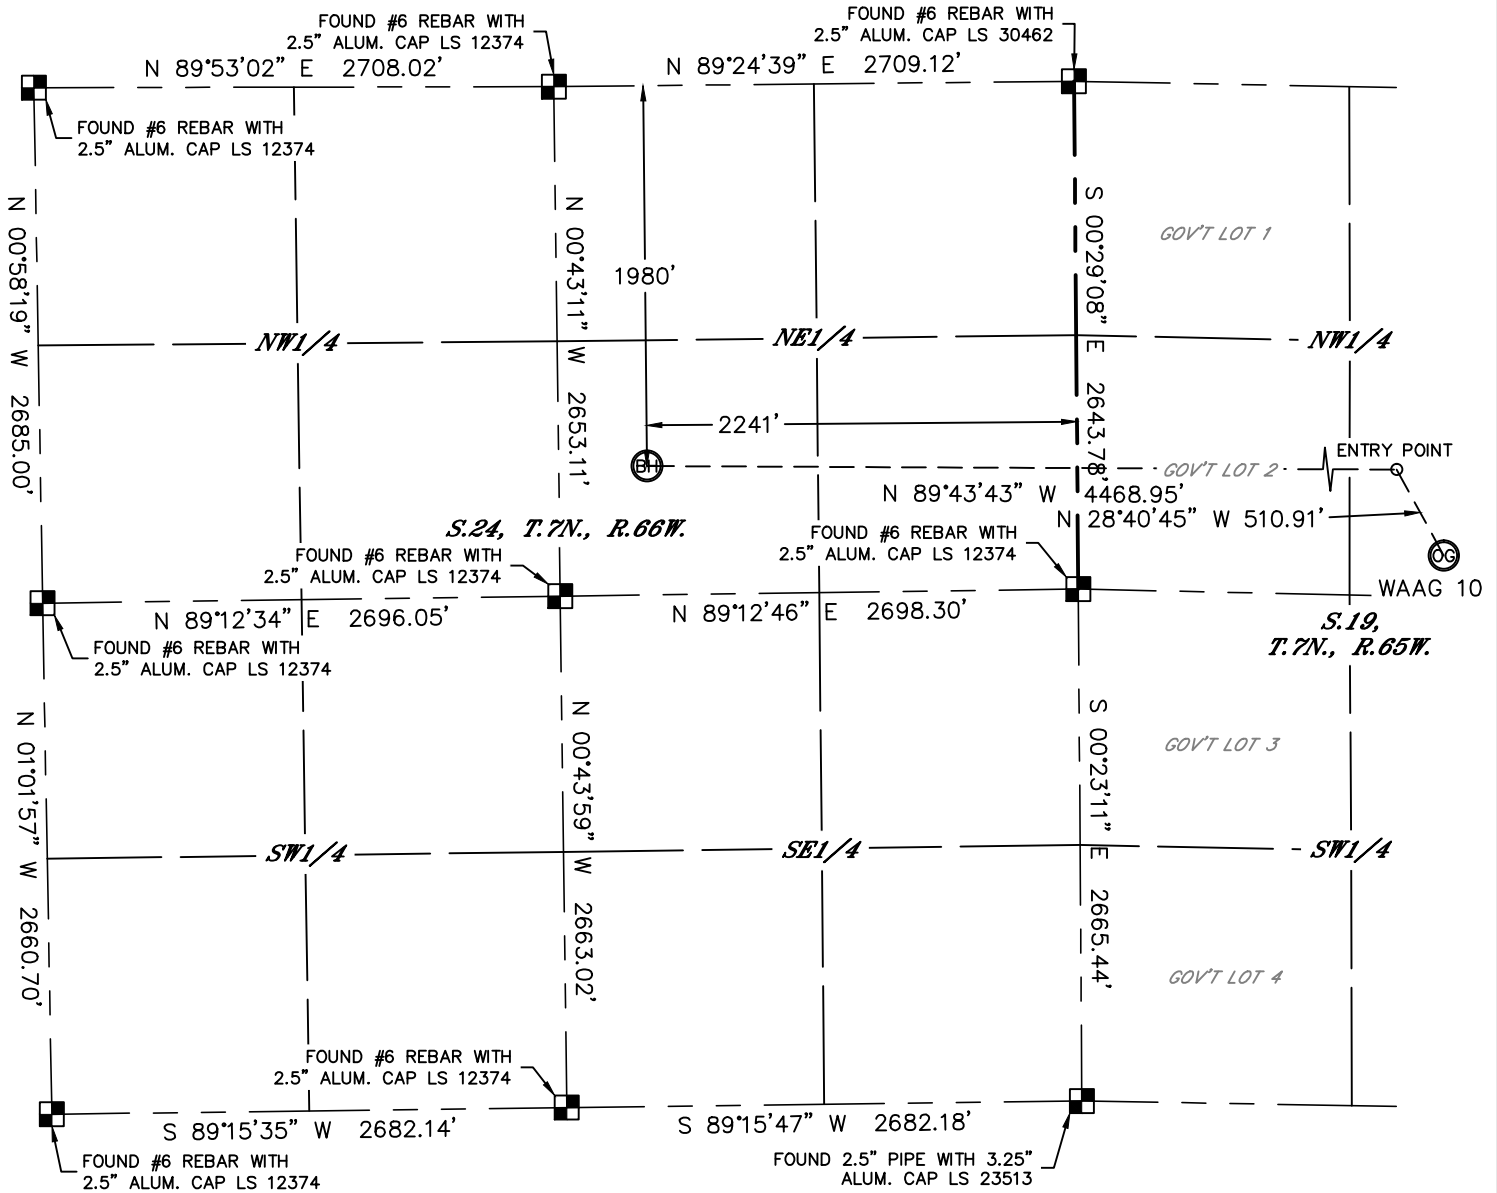 FOUND #6 REBAR WITH
2.5" ALUM. CAP LS 12374
FOUND #6 REBAR WITH
2.5" ALUM. CAP LS 30462
N 89°53'02" E 2708.02'
N 89°24'39" E 2709.12'
FOUND #6 REBAR WITH
2.5" ALUM. CAP LS 12374
N 00°58'19" W 2685.00'
N 00°43'11" W 2653.11'
S 00°29'08" E 2643.78'
GOV'T LOT 1
1980'
NW1/4
NE1/4
NW1/4
2241'
ENTRY POINT
BH
GOV'T LOT 2
N 89°43'43" W 4468.95'
N 28°40'45" W 510.91'
S.24, T.7N., R.66W.
FOUND #6 REBAR WITH
2.5" ALUM. CAP LS 12374
FOUND #6 REBAR WITH
2.5" ALUM. CAP LS 12374
OG
WAAG 10
N 89°12'34" E 2696.05'
N 89°12'46" E 2698.30'
S.19,
T.7N., R.65W.
FOUND #6 REBAR WITH
2.5" ALUM. CAP LS 12374
N 01°01'57" W 2660.70'
N 00°43'59" W 2663.02'
S 00°23'11" E 2665.44'
GOV'T LOT 3
SW1/4
SE1/4
SW1/4
GOV'T LOT 4
FOUND #6 REBAR WITH
2.5" ALUM. CAP LS 12374
S 89°15'35" W 2682.14'
S 89°15'47" W 2682.18'
FOUND #6 REBAR WITH
2.5" ALUM. CAP LS 12374
FOUND 2.5" PIPE WITH 3.25"
ALUM. CAP LS 23513